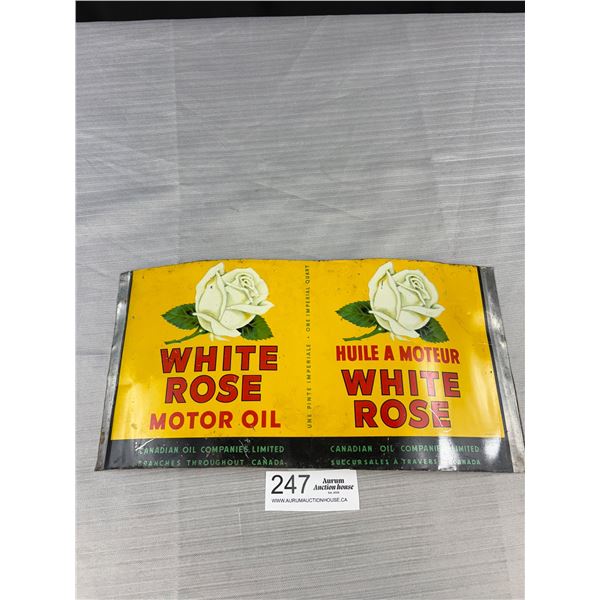 WHITE
ROSE
MOTOR OIL
CANADIAN OIL COMPANIES, LIMITED
BRANCHES THROUGHOUT CANADA
UNE PINTE IMPERIALE • ONE IMPERIAL QUART
HUILE A MOTEUR
WHITE
ROSE
CANADIAN OIL COMPANIES LIMITED
SUCCURSALES À TRAVERS CANADA
247
Aurum
Auction house
WWW.AURUMAUCTIONHOUSE.CA